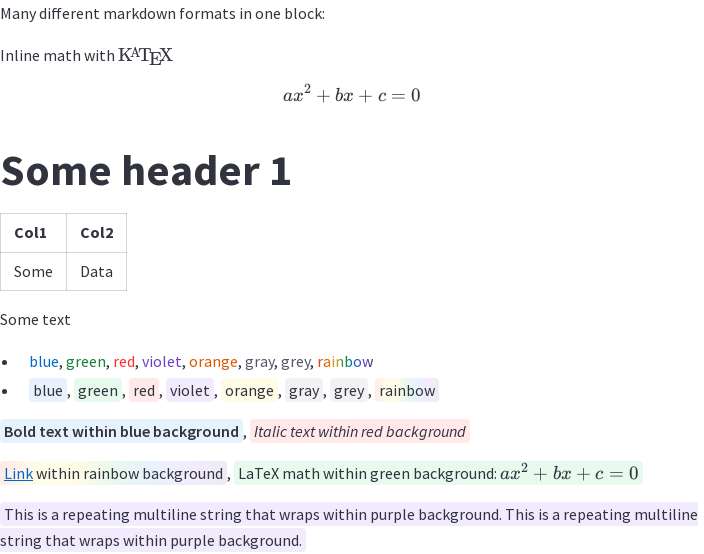 Many different markdown formats in one block:
Inline math with KATEX
ax² + bx + c = 0
Some header 1
Col1 Col2
Some Data
Some text
• blue, green, red, violet, orange, gray, grey, rainbow
• blue , green , red , violet , orange , gray , grey , rainbow
Bold text within blue background , Italic text within red background
Link within rainbow background , LaTeX math within green background: ax² + bx + c = 0
This is a repeating multiline string that wraps within purple background. This is a repeating multiline
string that wraps within purple background.